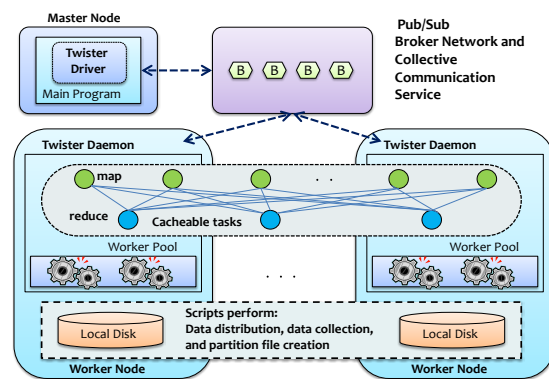 Master Node
Twister
Driver
Main Program
B B B B
Pub/Sub
Broker Network and
Collective
Communication
Service
Twister Daemon
Twister Daemon
map
. .
reduce
Cacheable tasks
Worker Pool
Worker Pool
. . .
Scripts perform:
Data distribution, data collection,
and partition file creation
Local Disk
Local Disk
Worker Node
Worker Node